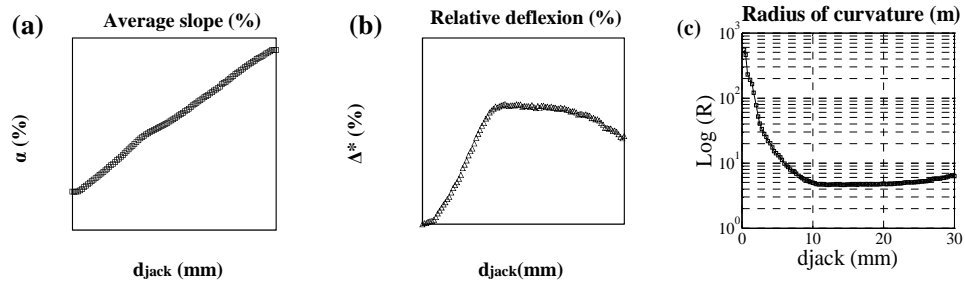 (a)
Average slope (%)
α (%)
djack (mm)
(b)
Relative deflexion (%)
Δ* (%)
djack(mm)
(c)
Radius of curvature (m)
Log (R)
10³
10²
10¹
10⁰
0 10 20 30
djack (mm)